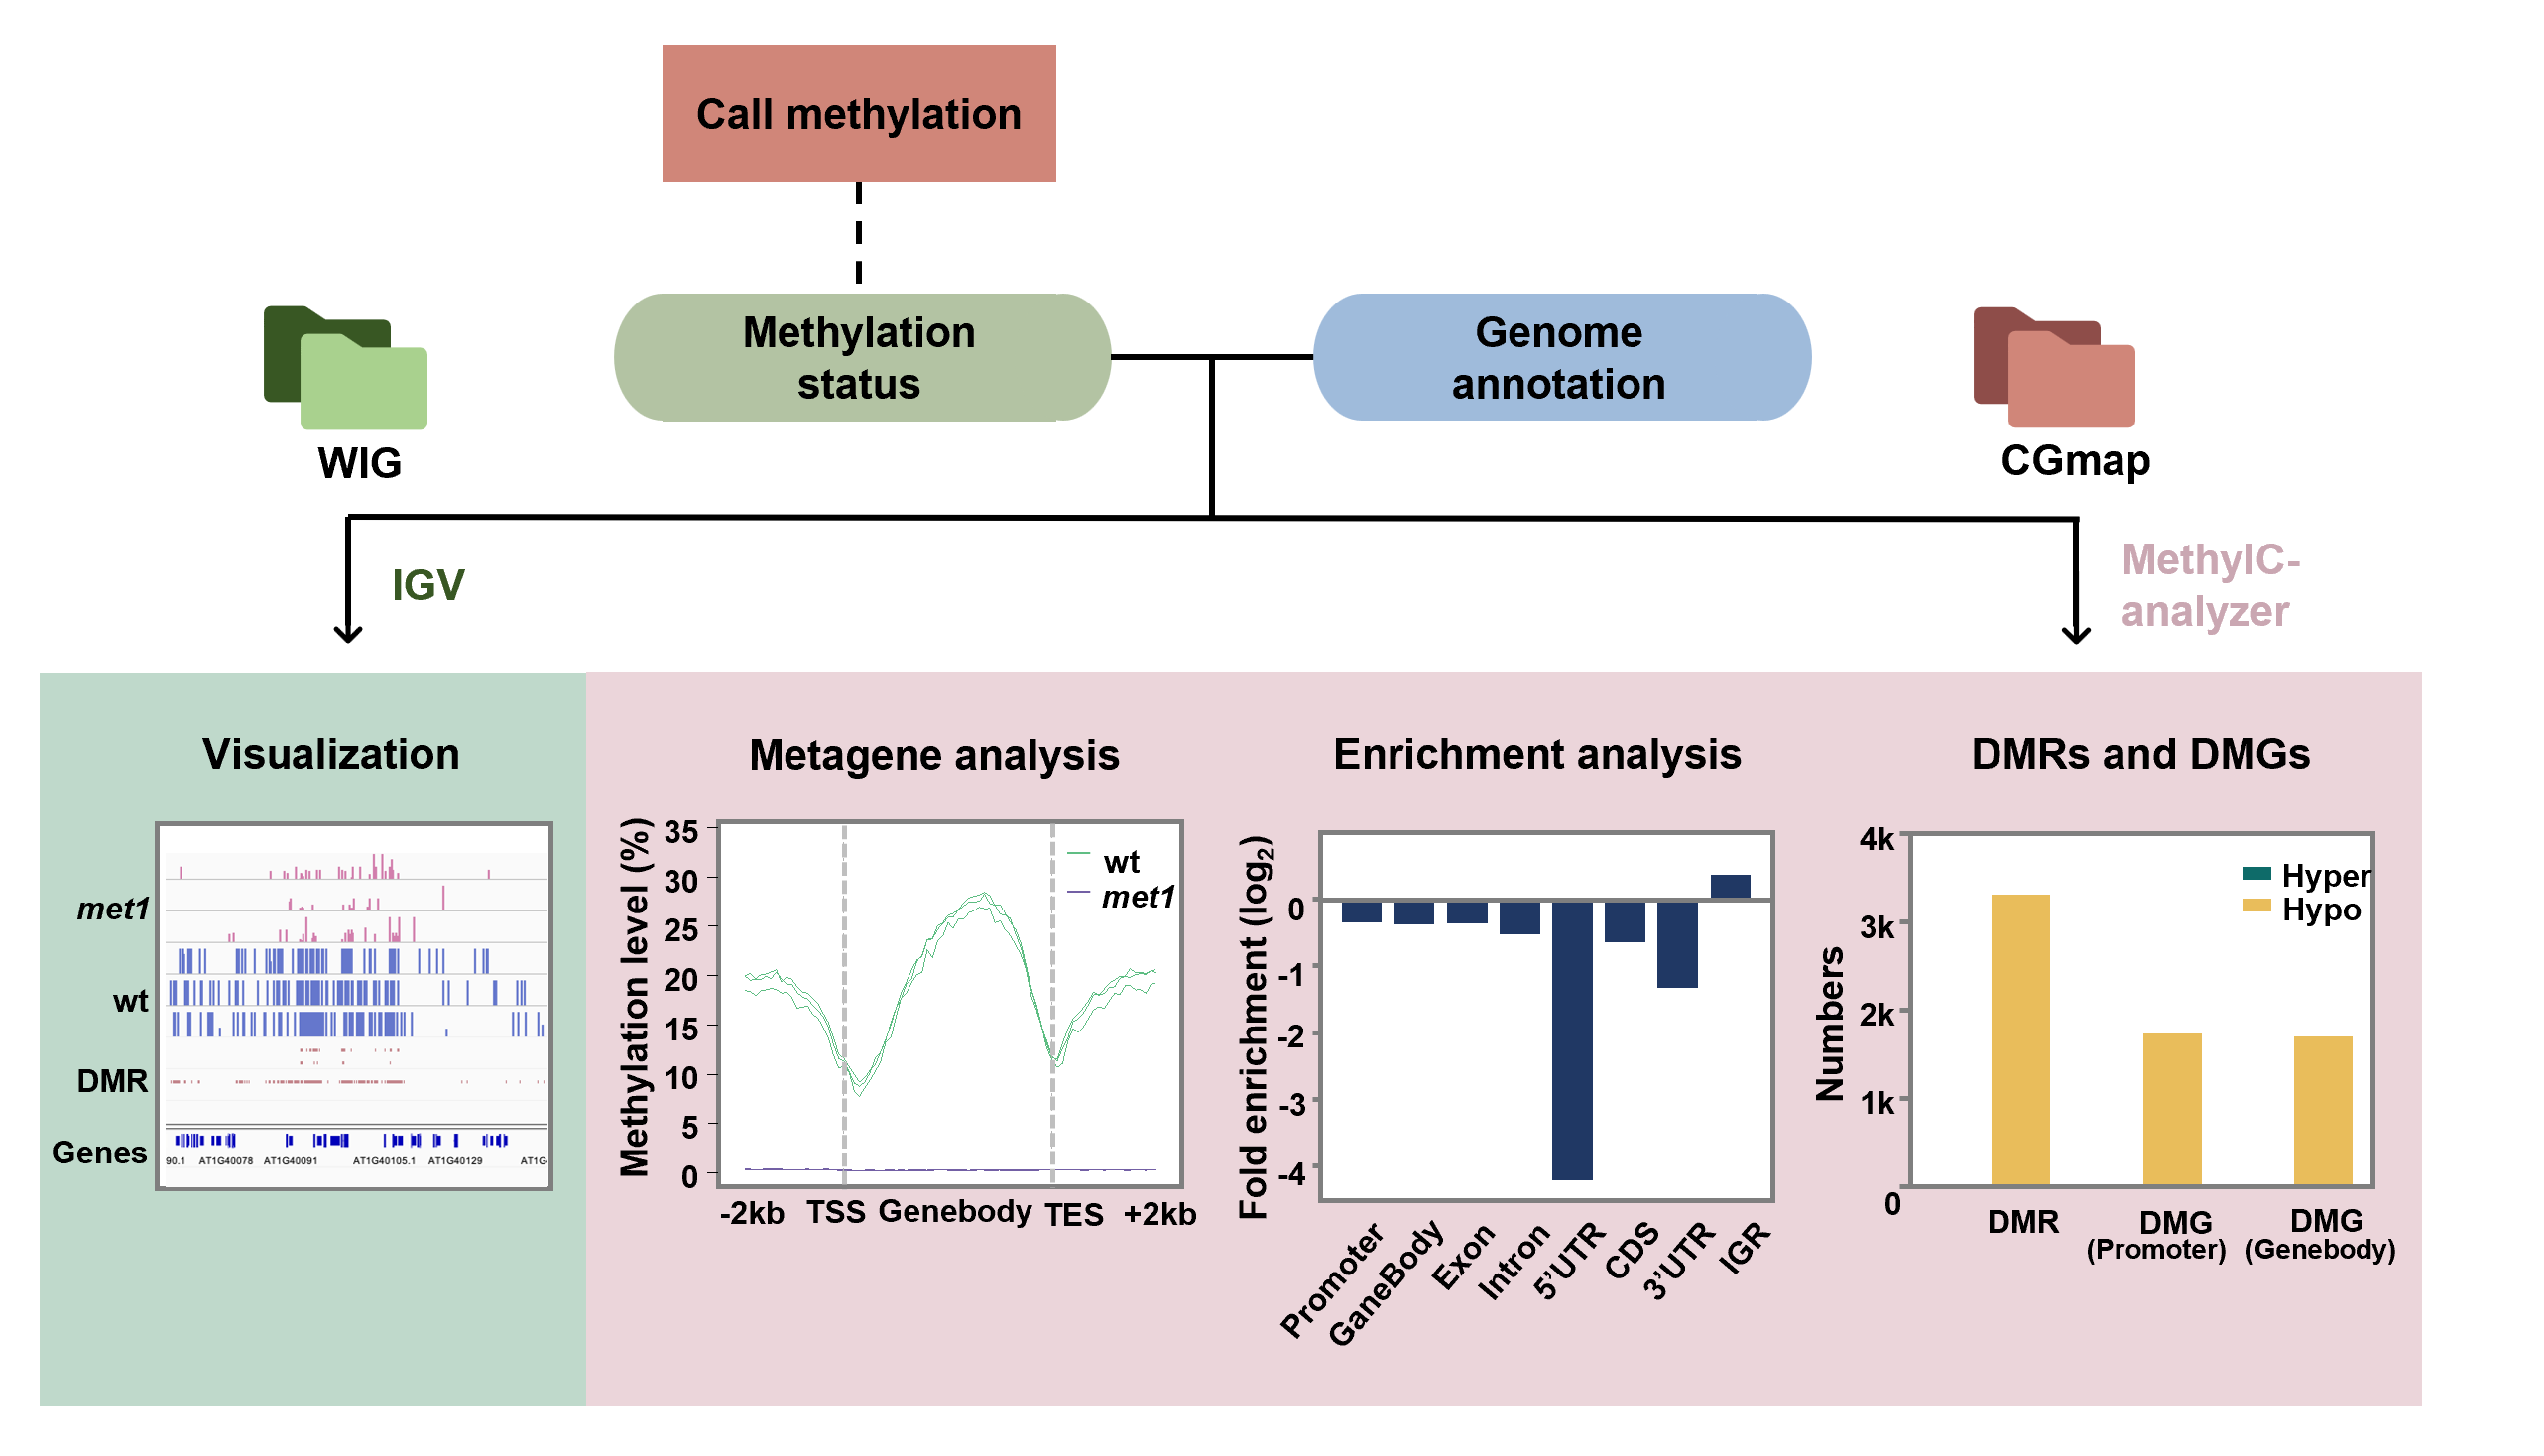 Call methylation
Methylation
status
Genome
annotation
WIG
CGmap
IGV
MethylC-
analyzer
Visualization
met1
wt
DMR
Genes
90.1 AT1G40078 AT1G40091 AT1G40105.1 AT1G40129 AT1G
Metagene analysis
Methylation level (%)
35
30
25
20
15
10
5
0
wt
met1
-2kb TSS Genebody TES +2kb
Enrichment analysis
Fold enrichment (log2)
0
-1
-2
-3
-4
Promoter
GaneBody
Exon
Intron
5'UTR
CDS
3'UTR
IGR
DMRs and DMGs
Numbers
4k
3k
2k
1k
0
Hyper
Hypo
DMR
DMG
(Promoter)
DMG
(Genebody)